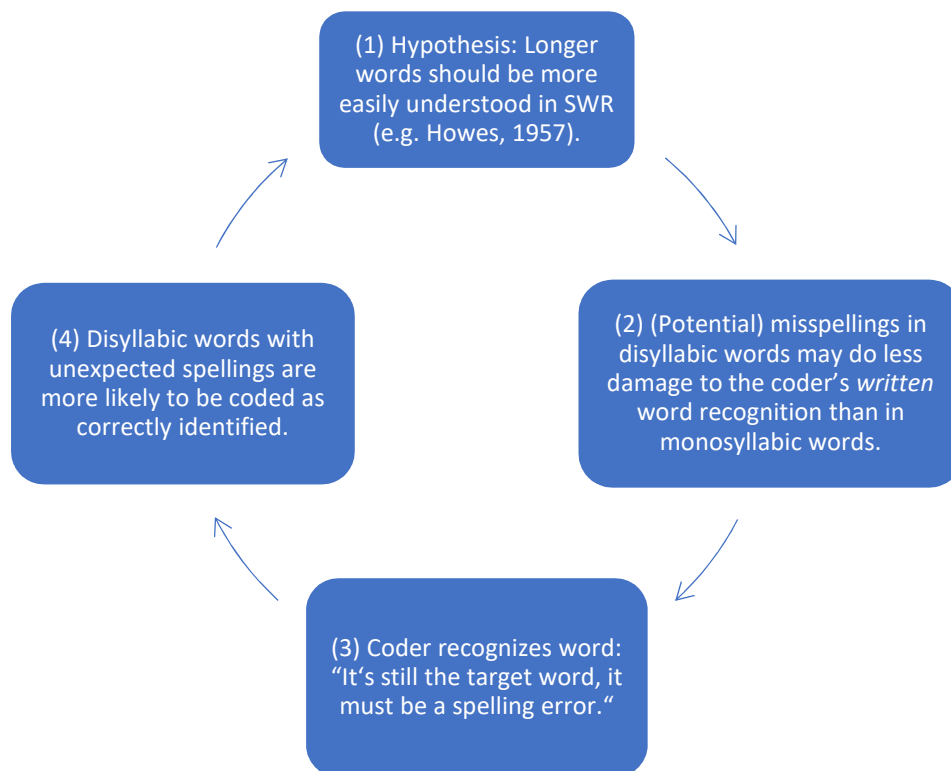 (1) Hypothesis: Longer
words should be more
easily understood in SWR
(e.g. Howes, 1957).
(2) (Potential) misspellings in
disyllabic words may do less
damage to the coder’s written
word recognition than in
monosyllabic words.
(3) Coder recognizes word:
“It‘s still the target word, it
must be a spelling error.“
(4) Disyllabic words with
unexpected spellings are
more likely to be coded as
correctly identified.